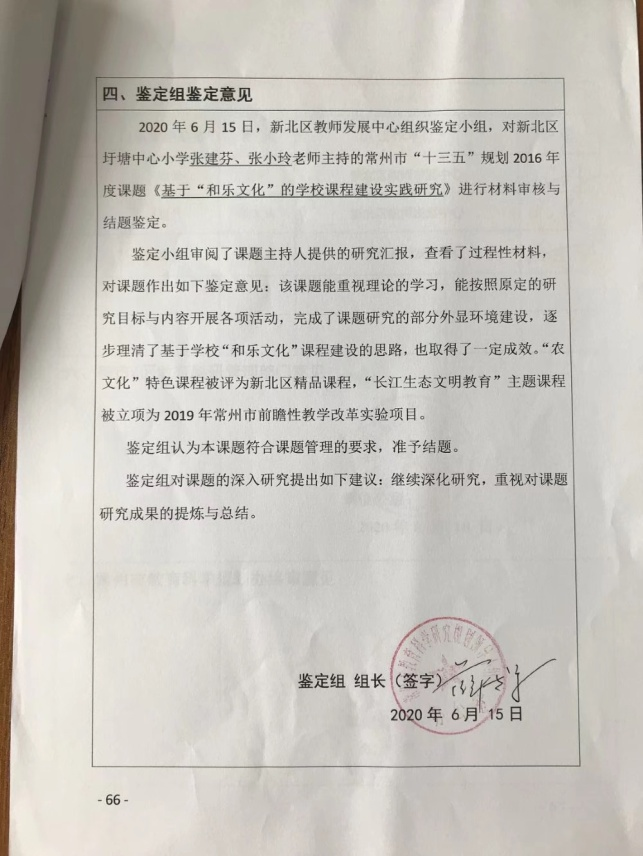 四、鉴定组鉴定意见
2020 年 6 月 15 日，新北区教师发展中心组织鉴定小组，对新北区
圩塘中心小学张建芬、张小玲老师主持的常州市“十三五”规划 2016 年
度课题《基于“和乐文化”的学校课程建设实践研究》进行材料审核与
结题鉴定。
鉴定小组审阅了课题主持人提供的研究汇报，查看了过程性材料，
对课题作出如下鉴定意见：该课题能重视理论的学习，能按照原定的研
究目标与内容开展各项活动，完成了课题研究的部分外显环境建设，逐
步理清了基于学校“和乐文化”课程建设的思路，也取得了一定成效。“农
文化”特色课程被评为新北区精品课程，“长江生态文明教育”主题课程
被立项为 2019 年常州市前瞻性教学改革实验项目。
鉴定组认为本课题符合课题管理的要求，准予结题。
鉴定组对课题的深入研究提出如下建议：继续深化研究，重视对课题
研究成果的提炼与总结。
鉴定组 组长（签字）
2020 年 6 月 15 日
- 66 -